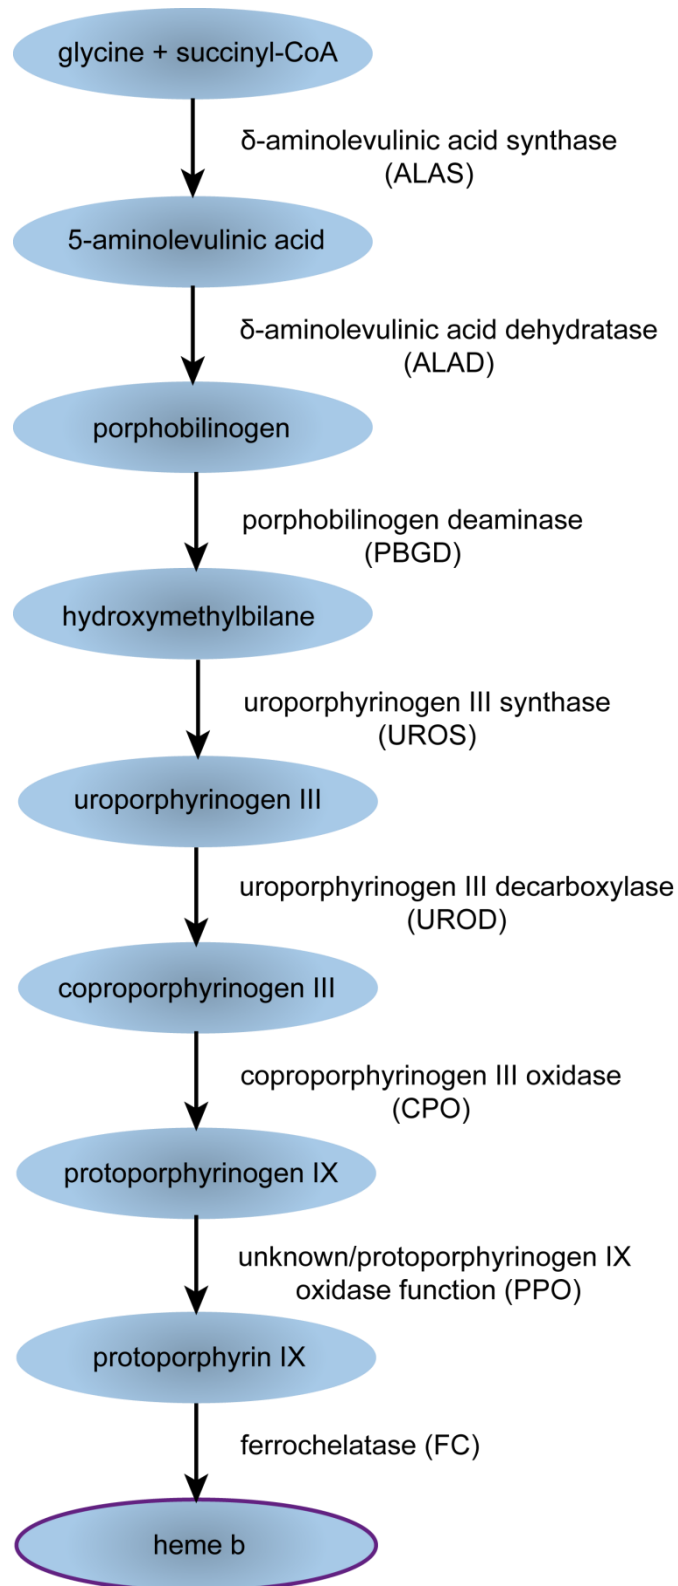 glycine + succinyl-CoA
δ-aminolevulinic acid synthase
(ALAS)
5-aminolevulinic acid
δ-aminolevulinic acid dehydratase
(ALAD)
porphobilinogen
porphobilinogen deaminase
(PBGD)
hydroxymethylbilane
uroporphyrinogen III synthase
(UROS)
uroporphyrinogen III
uroporphyrinogen III decarboxylase
(UROD)
coproporphyrinogen III
coproporphyrinogen III oxidase
(CPO)
protoporphyrinogen IX
unknown/protoporphyrinogen IX
oxidase function (PPO)
protoporphyrin IX
ferrochelatase (FC)
heme b